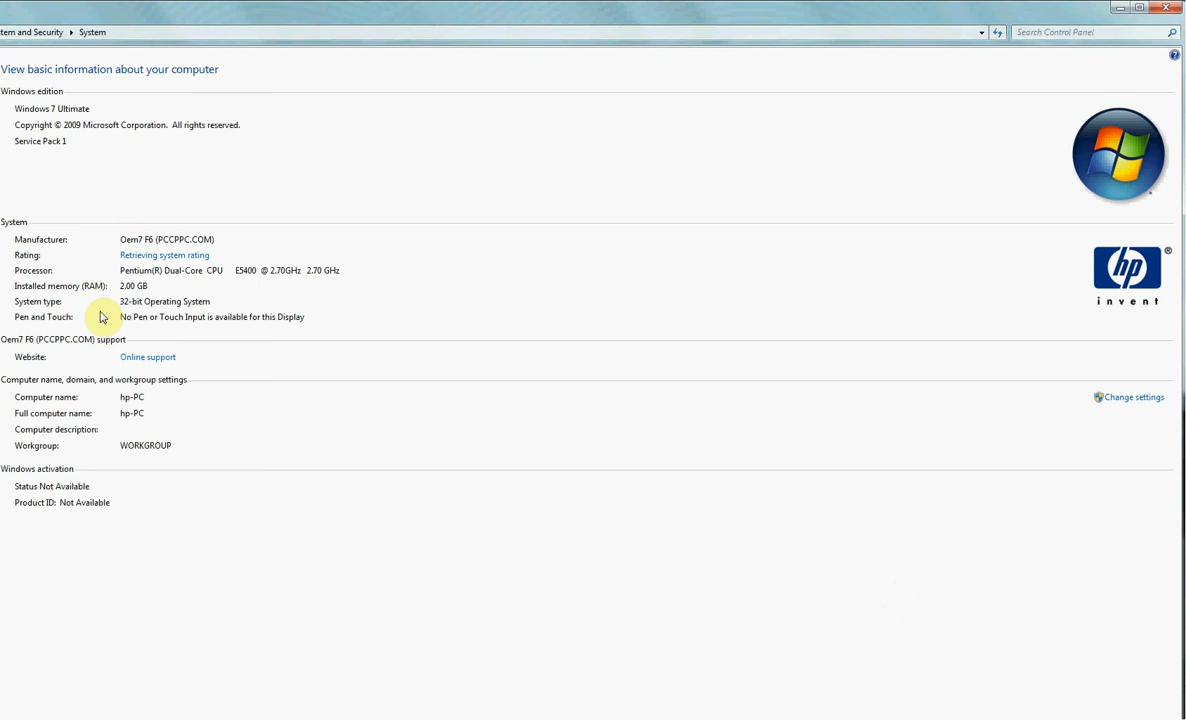 tem and Security ▸ System
Search Control Panel
View basic information about your computer
Windows edition
Windows 7 Ultimate
Copyright © 2009 Microsoft Corporation. All rights reserved.
Service Pack 1
System
Manufacturer: Oem7 F6 (PCCPPC.COM)
Rating: Retrieving system rating
Processor: Pentium(R) Dual-Core CPU E5400 @ 2.70GHz 2.70 GHz
Installed memory (RAM): 2.00 GB
System type: 32-bit Operating System
Pen and Touch: No Pen or Touch Input is available for this Display
hp ®
invent
Oem7 F6 (PCCPPC.COM) support
Website: Online support
Computer name, domain, and workgroup settings
Computer name: hp-PC
Change settings
Full computer name: hp-PC
Computer description:
Workgroup: WORKGROUP
Windows activation
Status Not Available
Product ID: Not Available